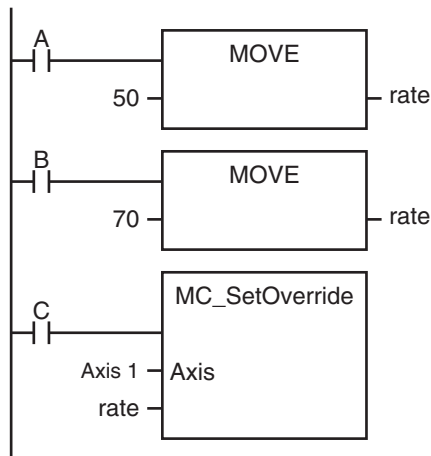 A
MOVE
50
rate
B
MOVE
70
rate
C
MC_SetOverride
Axis 1
Axis
rate